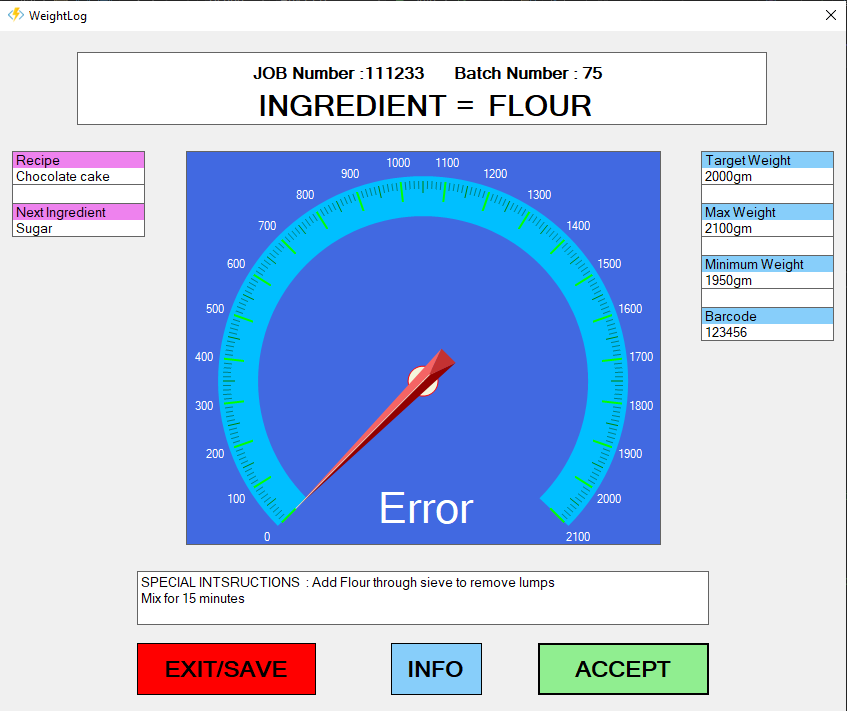 WeightLog
JOB Number :111233 Batch Number : 75
INGREDIENT = FLOUR
Recipe
Chocolate cake
Next Ingredient
Sugar
0
100
200
300
400
500
600
700
800
900
1000
1100
1200
1300
1400
1500
1600
1700
1800
1900
2000
2100
Error
Target Weight
2000gm
Max Weight
2100gm
Minimum Weight
1950gm
Barcode
123456
SPECIAL INTSRUCTIONS : Add Flour through sieve to remove lumps
Mix for 15 minutes
EXIT/SAVE
INFO
ACCEPT